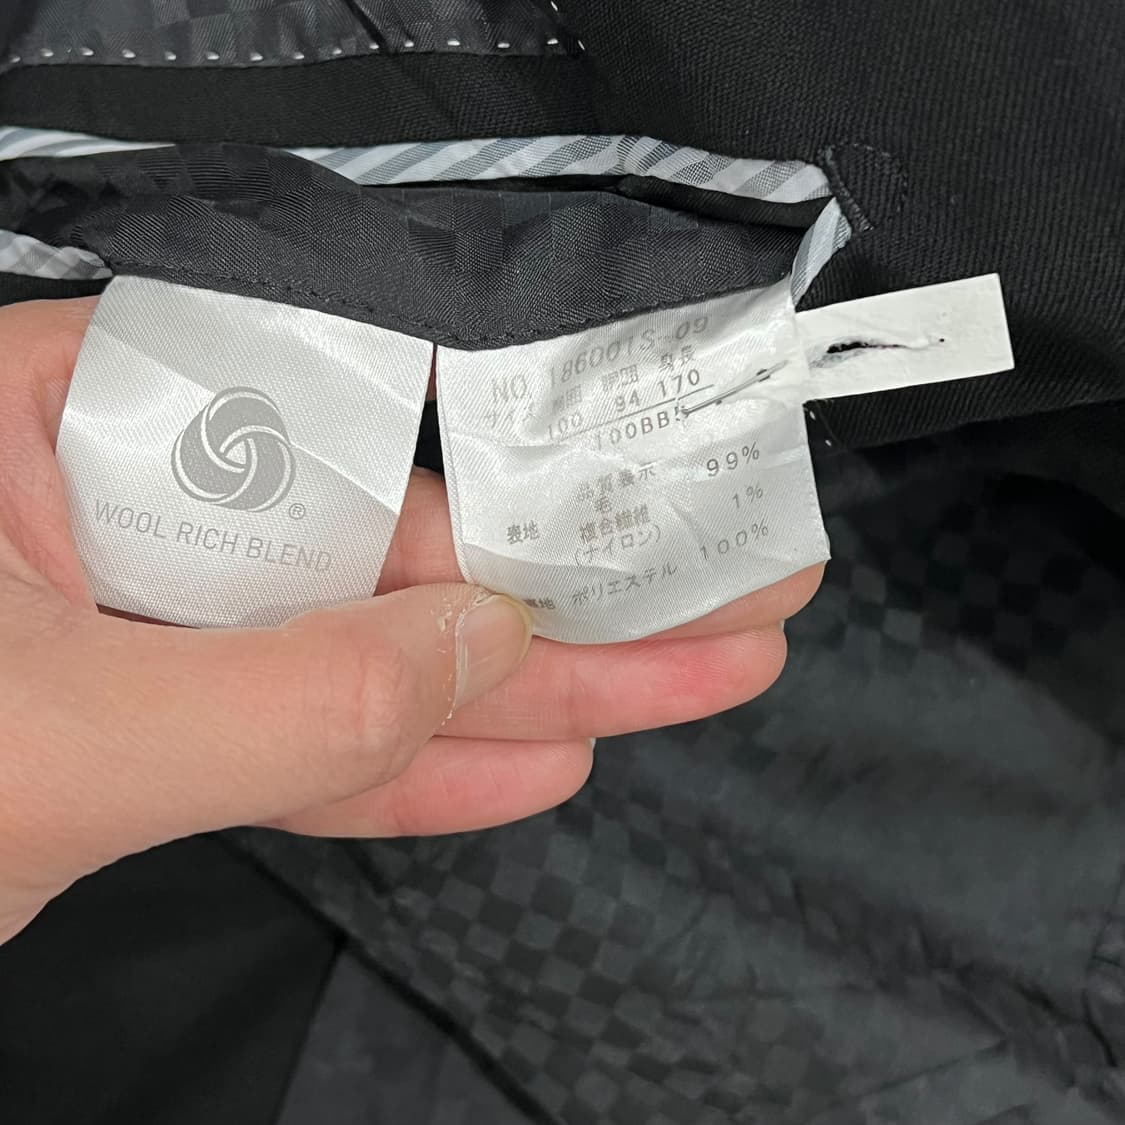 ®
WOOL RICH BLEND
NO. 186001S-09
サイズ 胸囲 胴囲 身長
100 94 170
100BB5
品質表示
表地 毛 99%
複合繊維 1%
(ナイロン)
裏地 ポリエステル 100%